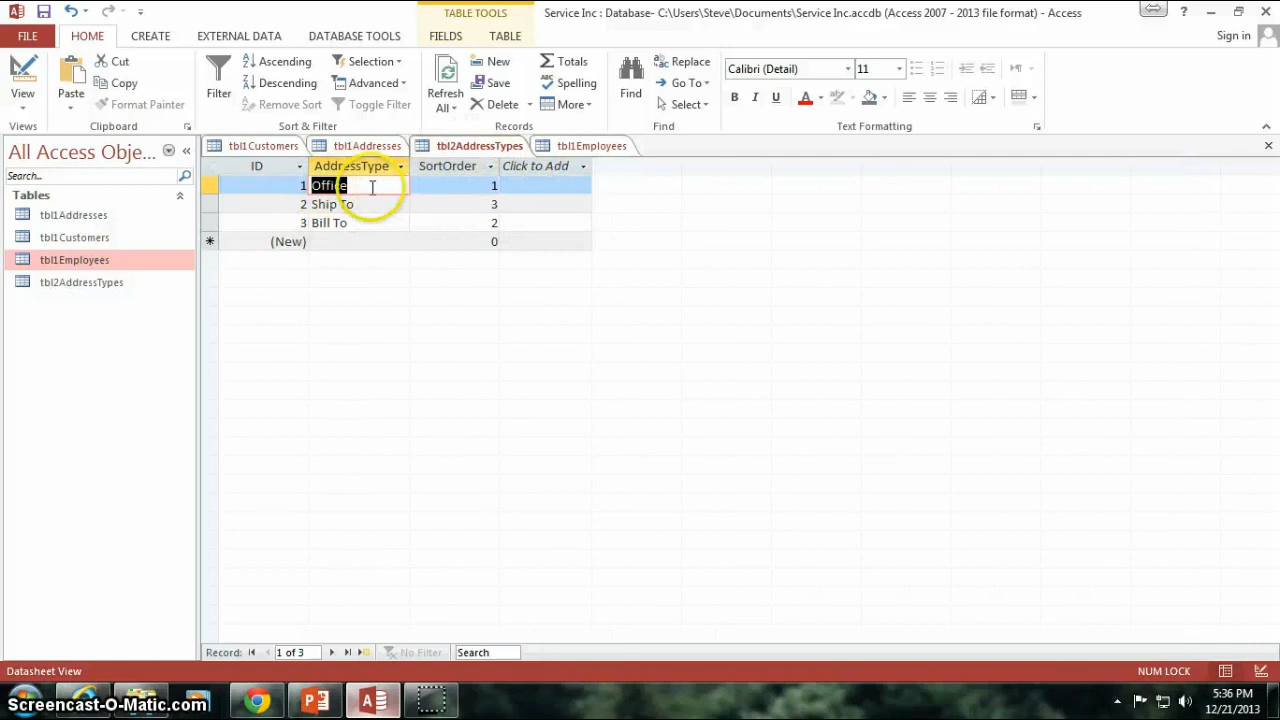 TABLE TOOLS
Service Inc : Database- C:\Users\Steve\Documents\Service Inc.accdb (Access 2007 - 2013 file format) - Access
FILE HOME CREATE EXTERNAL DATA DATABASE TOOLS FIELDS TABLE Sign in
View
Views
Paste
Cut
Copy
Format Painter
Clipboard
Filter
Ascending
Descending
Remove Sort
Selection
Advanced
Toggle Filter
Sort & Filter
Refresh
All
New
Save
Delete
Totals
Spelling
More
Records
Find
Replace
Go To
Select
Find
Calibri (Detail) 11
B I U A
Text Formatting
All Access Obje...
Search...
Tables
tbl1Addresses
tbl1Customers
tbl1Employees
tbl2AddressTypes
tbl1Customers tbl1Addresses tbl2AddressTypes tbl1Employees
ID AddressType SortOrder Click to Add
1 Office 1
2 Ship To 3
3 Bill To 2
(New) 0
Record: 1 of 3 No Filter Search
Datasheet View NUM LOCK
Screencast-O-Matic.com
5:36 PM
12/21/2013